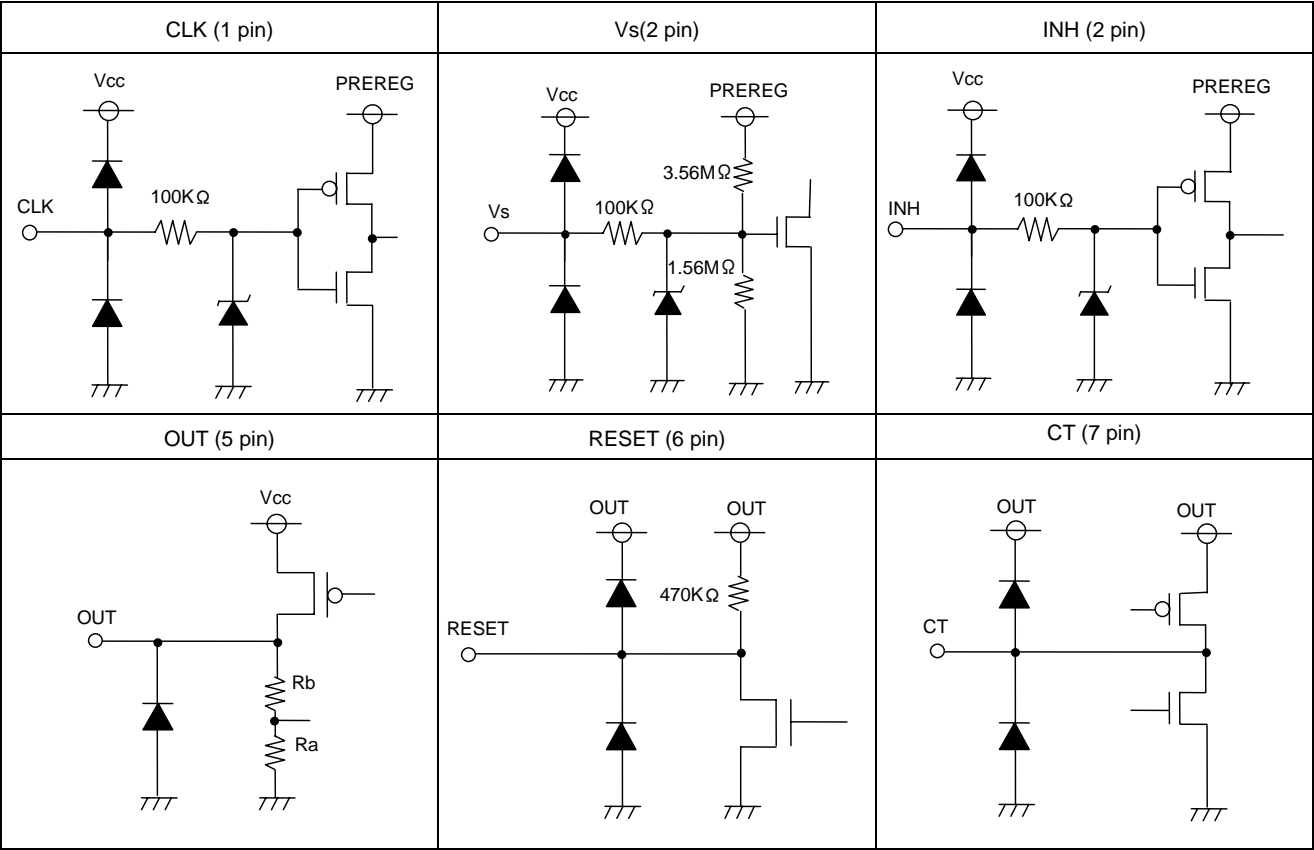 CLK (1 pin)
Vs(2 pin)
INH (2 pin)
Vcc
PREREG
100KΩ
CLK
Vcc
PREREG
3.56MΩ
100KΩ
Vs
1.56MΩ
Vcc
PREREG
100KΩ
INH
OUT (5 pin)
RESET (6 pin)
CT (7 pin)
Vcc
OUT
Rb
Ra
OUT
OUT
470KΩ
RESET
OUT
OUT
CT